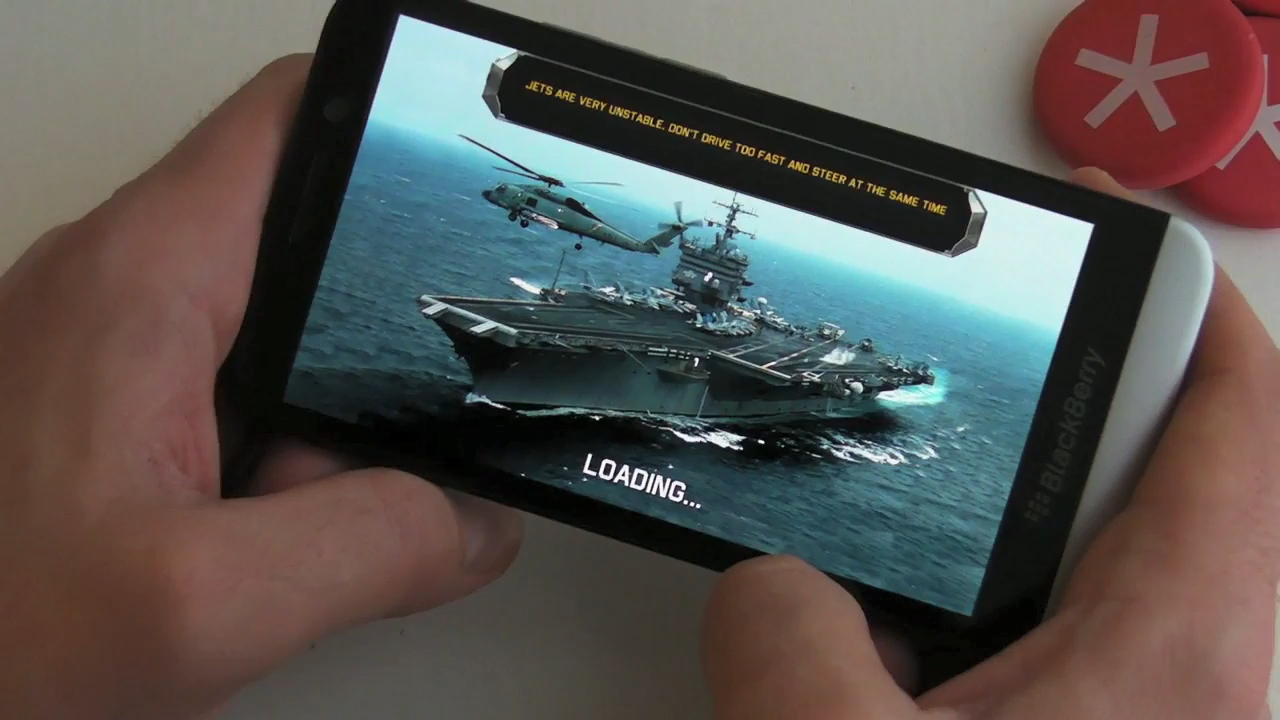 JETS ARE VERY UNSTABLE. DON'T DRIVE TOO FAST AND STEER AT THE SAME TIME
LOADING...
BlackBerry